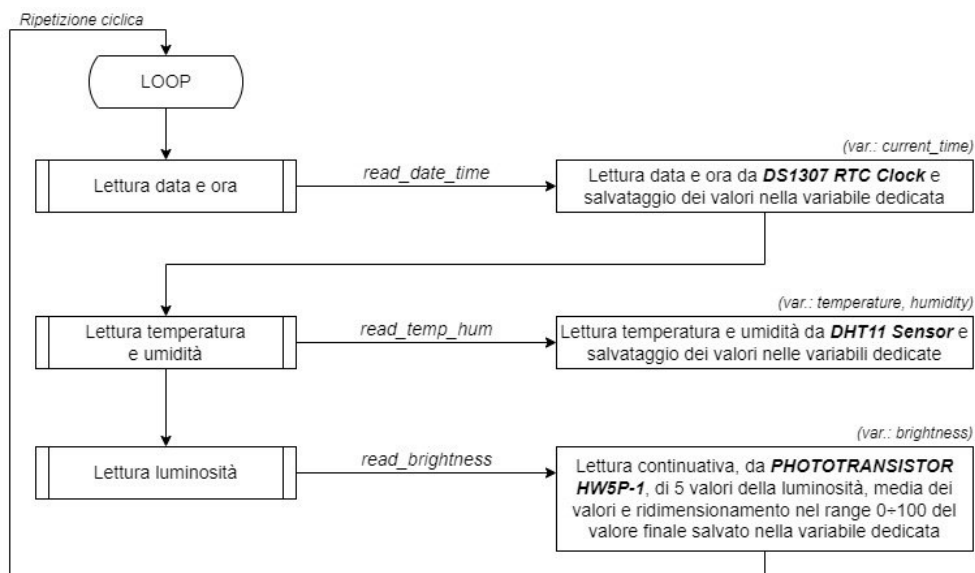 Ripetizione ciclica
LOOP
(var.: current_time)
Lettura data e ora
read_date_time
Lettura data e ora da DS1307 RTC Clock e
salvataggio dei valori nella variabile dedicata
(var.: temperature, humidity)
Lettura temperatura
e umidità
read_temp_hum
Lettura temperatura e umidità da DHT11 Sensor e
salvataggio dei valori nelle variabili dedicate
(var.: brightness)
Lettura luminosità
read_brightness
Lettura continuativa, da PHOTOTRANSISTOR
HW5P-1, di 5 valori della luminosità, media dei
valori e ridimensionamento nel range 0÷100 del
valore finale salvato nella variabile dedicata